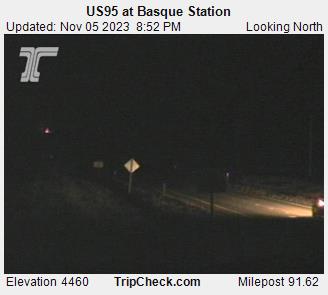 US95 at Basque Station
Updated: Nov 05 2023 8:52 PM Looking North
Elevation 4460 TripCheck.com Milepost 91.62